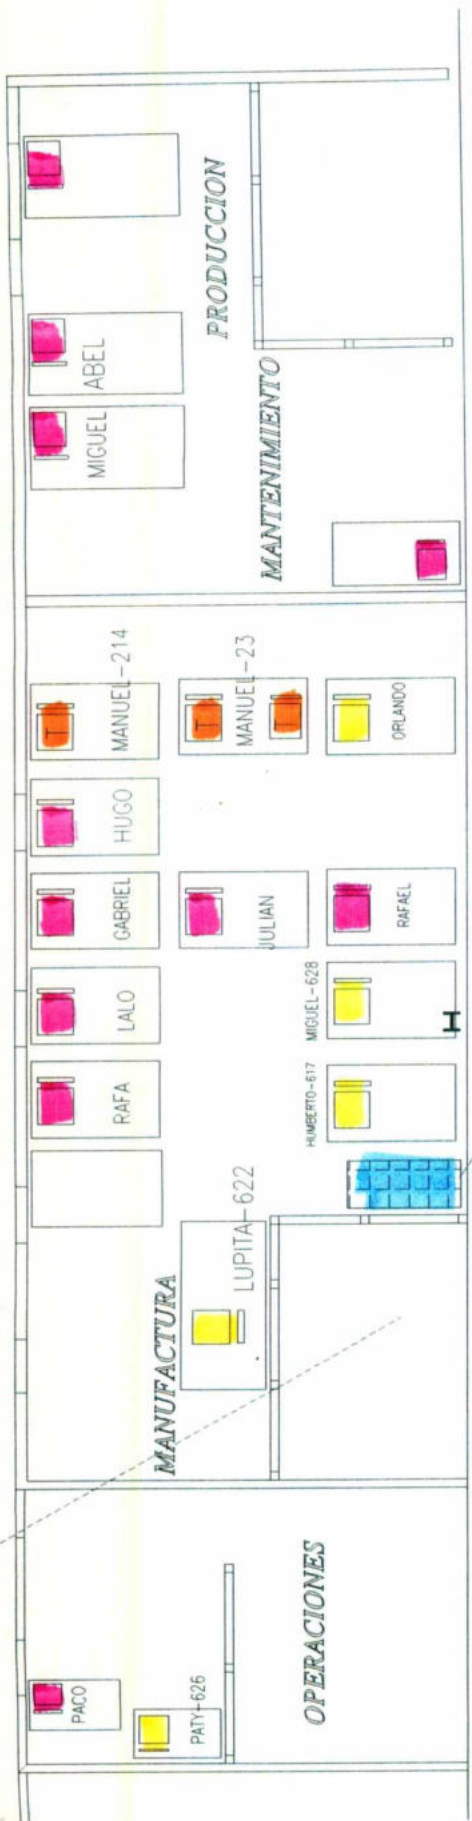 PRODUCCION
ABEL
MIGUEL
MANTENIMIENTO
MANUEL-214
T
MANUEL-23
T
T
ORLANDO
HUGO
GABRIEL
JULIAN
RAFAEL
LALO
MIGUEL-628
H
RAFA
HUMBERTO-617
LUPITA-622
MANUFACTURA
OPERACIONES
PACO
PATY-626